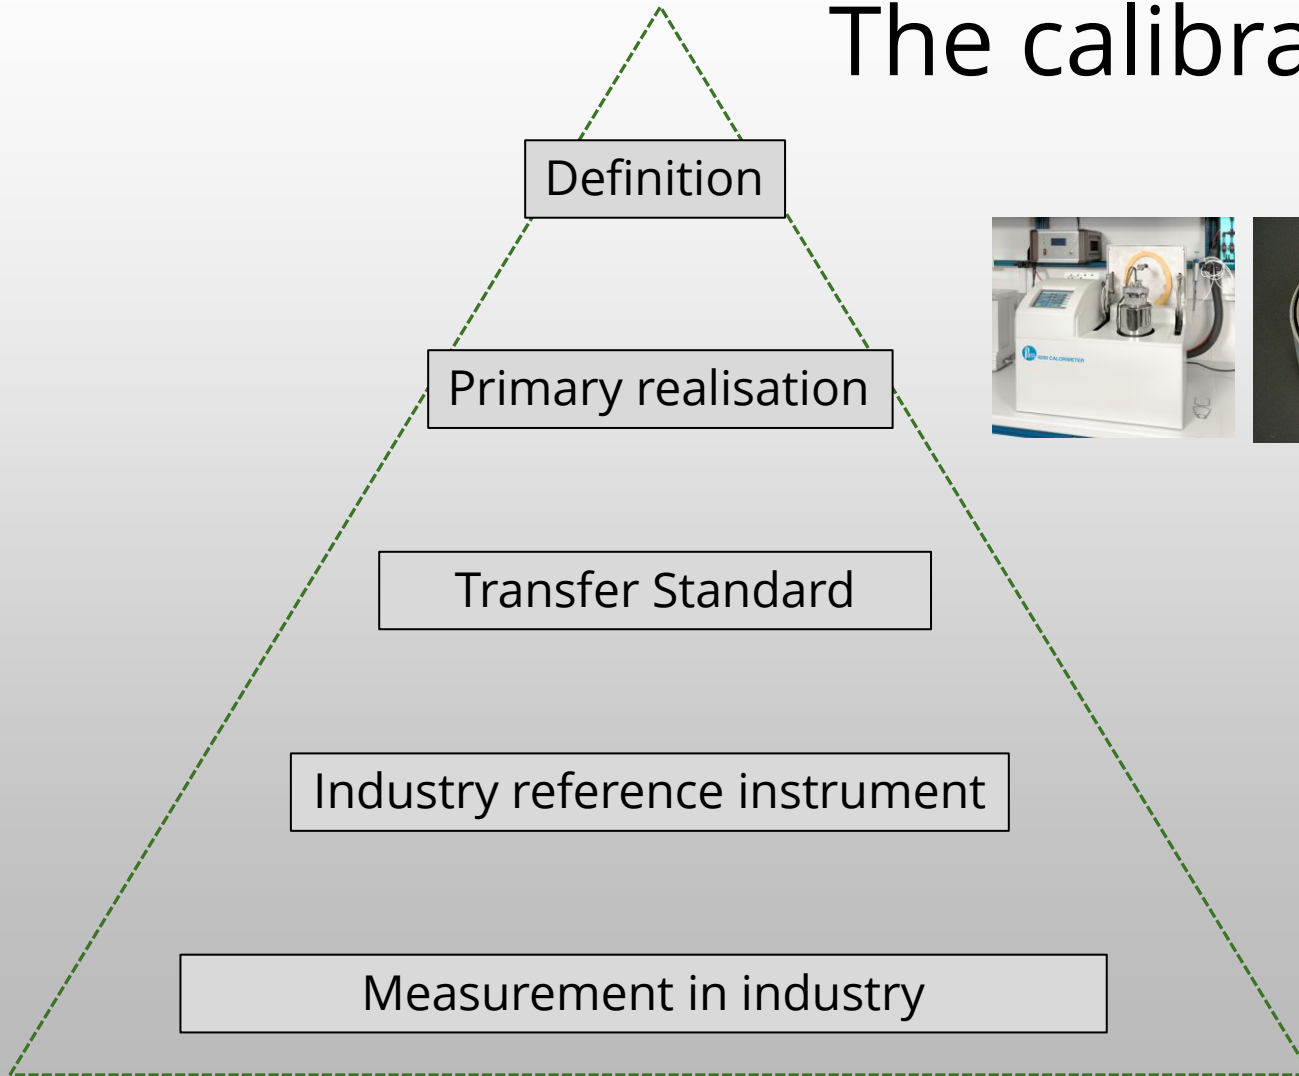 The calibra
Definition
Primary realisation
Transfer Standard
Industry reference instrument
Measurement in industry